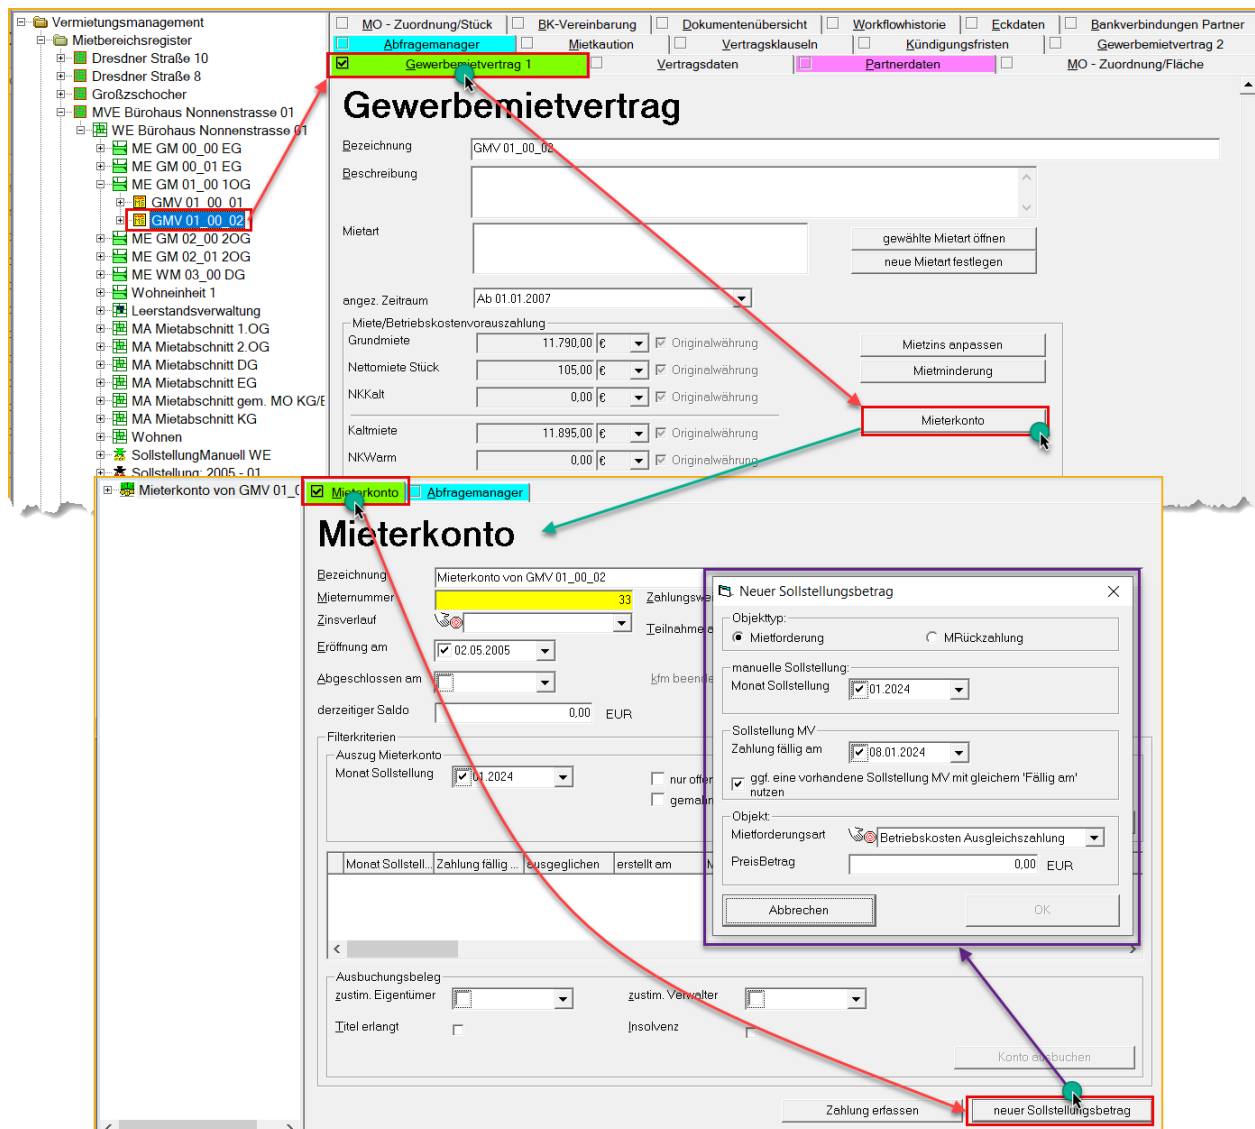 Vermietungsmanagement
Mietbereichsregister
Dresdner Straße 10
Dresdner Straße 8
Großzschocher
MVE Bürohaus Nonnenstrasse 01
WE Bürohaus Nonnenstrasse 01
ME GM 00_00 EG
ME GM 00_01 EG
ME GM 01_00 1OG
GMV 01_00_01
GMV 01_00_02
ME GM 02_00 2OG
ME GM 02_01 2OG
ME WM 03_00 DG
Wohneinheit 1
Leerstandsverwaltung
MA Mietabschnitt 1.OG
MA Mietabschnitt 2.OG
MA Mietabschnitt DG
MA Mietabschnitt EG
MA Mietabschnitt gem. MO KG/E
MA Mietabschnitt KG
Wohnen
SollstellungManuell WE
Sollstellung: 2005 - 01
MO - Zuordnung/Stück BK-Vereinbarung Dokumentenübersicht Workflowhistorie Eckdaten Bankverbindungen Partner
Abfragemanager Mietkaution Vertragsklauseln Kündigungsfristen Gewerbemietvertrag 2
Gewerbemietvertrag 1 Vertragsdaten Partnerdaten MO - Zuordnung/Fläche
Gewerbemietvertrag
Bezeichnung GMV 01_00_02
Beschreibung
Mietart
gewählte Mietart öffnen
neue Mietart festlegen
angez. Zeitraum Ab 01.01.2007
Miete/Betriebskostenvorauszahlung
Grundmiete 11.790,00 € Originalwährung Mietzins anpassen
Nettomiete Stück 105,00 € Originalwährung Mietminderung
NKKalt 0,00 € Originalwährung
Mieterkonto
Kaltmiete 11.895,00 € Originalwährung
NKWarm 0,00 € Originalwährung
Mieterkonto von GMV 01_0
Mieterkonto Abfragemanager
Mieterkonto
Bezeichnung Mieterkonto von GMV 01_00_02
Mieternummer 33
Zinsverlauf
Teilnahme
Eröffnung am 02.05.2005
Abgeschlossen am
kfm beende
derzeitiger Saldo 0,00 EUR
Filterkriterien
Auszug Mieterkonto
Monat Sollstellung 01.2024
nur offer
gemahn
Monat Sollstell... Zahlung fällig ... ausgeglichen erstellt am
Ausbuchungsbeleg
zustim. Eigentümer zustim. Verwalter
Titel erlangt Insolvenz
Konto ausbuchen
Zahlung erfassen neuer Sollstellungsbetrag
Neuer Sollstellungsbetrag
Objekttyp:
Mietforderung MRückzahlung
manuelle Sollstellung:
Monat Sollstellung 01.2024
Sollstellung MV
Zahlung fällig am 08.01.2024
ggf. eine vorhandene Sollstellung MV mit gleichem 'Fällig am'
nutzen
Objekt:
Mietforderungsart Betriebskosten Ausgleichszahlung
PreisBetrag 0,00 EUR
Abbrechen OK